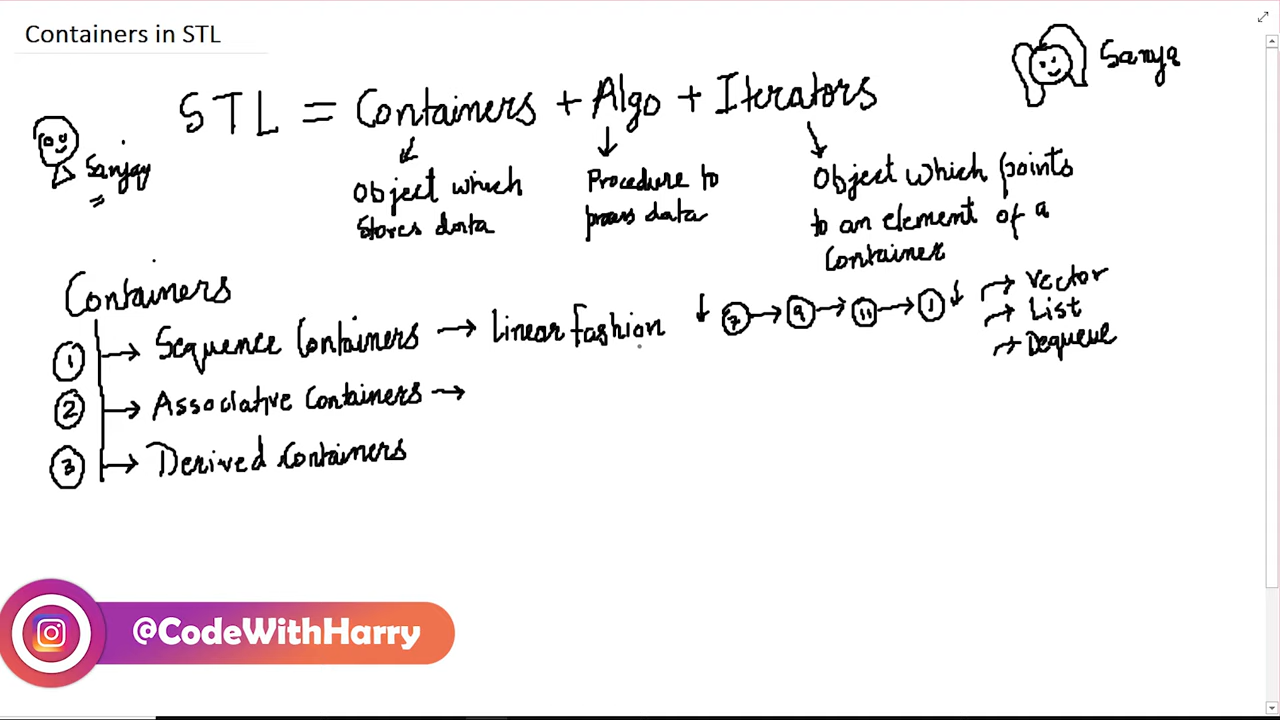 Containers in STL
Sanya
STL = Containers + Algo + Iterators
Sanjay
Object which stores data
Procedure to process data
Object which points to an element of a Container
Containers
1 → Sequence Containers → Linear fashion
7 → 9 → 11 → 1
→ Vector
→ List
→ Dequeue
2 → Associative Containers →
3 → Derived Containers
@CodeWithHarry